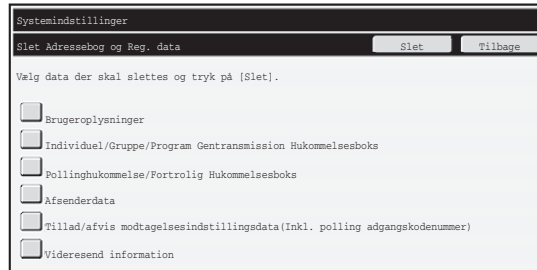 Systemindstillinger
Slet Adressebog og Reg. data Slet Tilbage
Vælg data der skal slettes og tryk på [Slet].
Brugeroplysninger
Individuel/Gruppe/Program Gentransmission Hukommelsesboks
Pollinghukommelse/Fortrolig Hukommelsesboks
Afsenderdata
Tillad/afvis modtagelsesindstillingsdata(Inkl. polling adgangskodenummer)
Videresend information